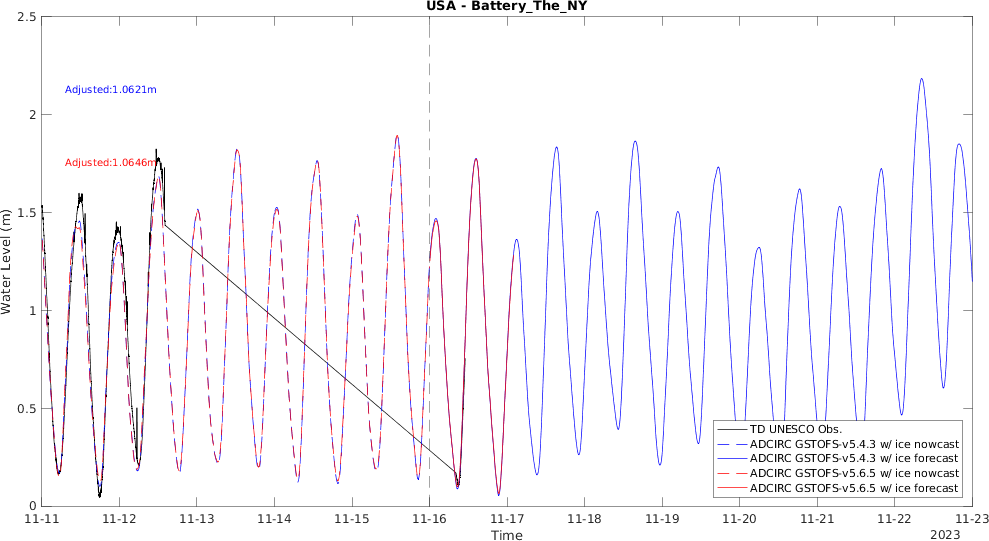 USA - Battery_The_NY
2.5
2
1.5
1
0.5
0
Water Level (m)
Adjusted:1.0621m
Adjusted:1.0646m
TD UNESCO Obs.
ADCIRC GSTOFS-v5.4.3 w/ ice nowcast
ADCIRC GSTOFS-v5.4.3 w/ ice forecast
ADCIRC GSTOFS-v5.6.5 w/ ice nowcast
ADCIRC GSTOFS-v5.6.5 w/ ice forecast
11-11 11-12 11-13 11-14 11-15 11-16 11-17 11-18 11-19 11-20 11-21 11-22 11-23
Time
2023